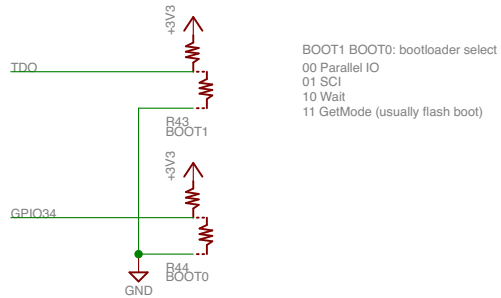 +3V3
TDO
R43
BOOT1
+3V3
GPIO34
R44
BOOT0
GND
BOOT1 BOOT0: bootloader select
00 Parallel IO
01 SCI
10 Wait
11 GetMode (usually flash boot)